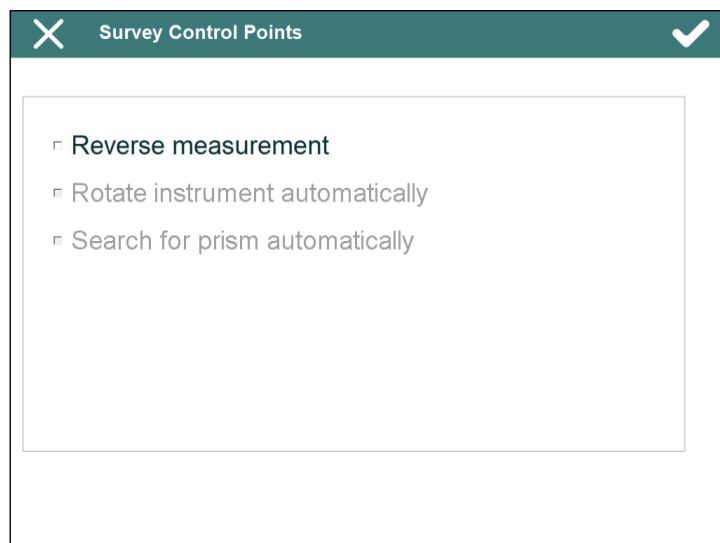 Survey Control Points
Reverse measurement
Rotate instrument automatically
Search for prism automatically